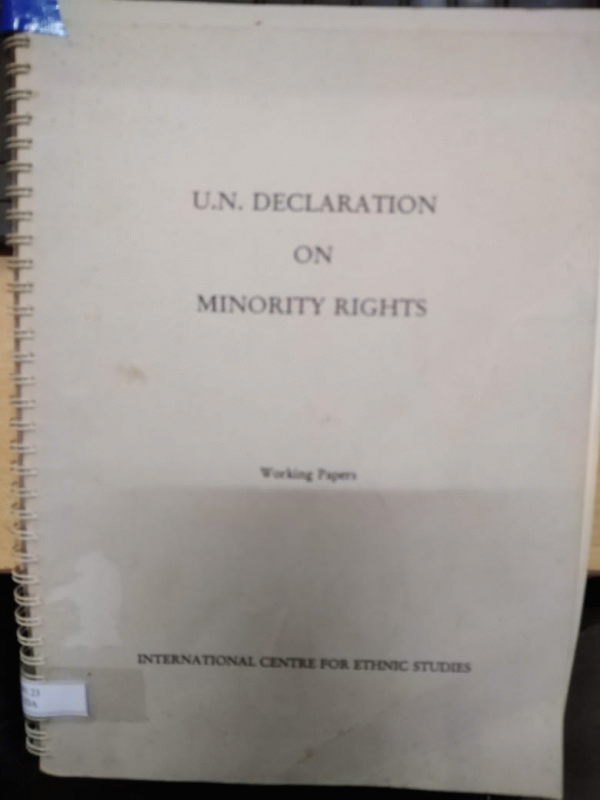 U.N. DECLARATION
ON
MINORITY RIGHTS
Working Papers
INTERNATIONAL CENTRE FOR ETHNIC STUDIES